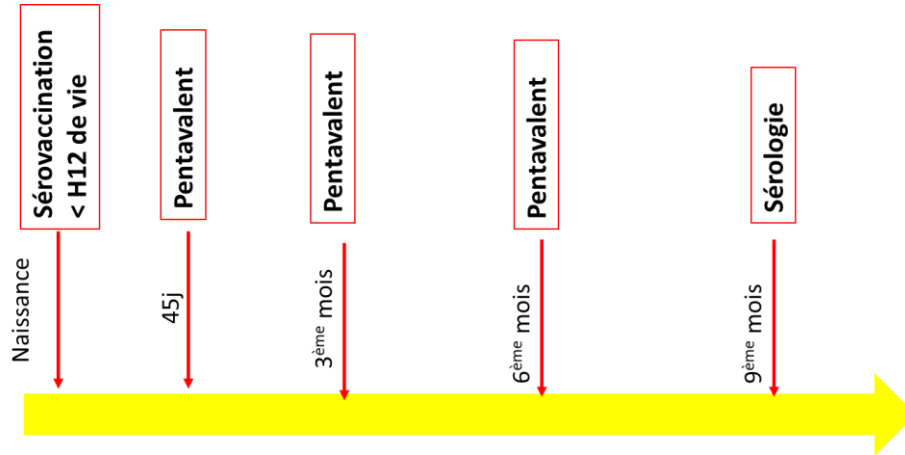 Sérovaccination
< H12 de vie
Naissance
Pentavalent
45j
Pentavalent
3ème mois
Pentavalent
6ème mois
Sérologie
9ème mois